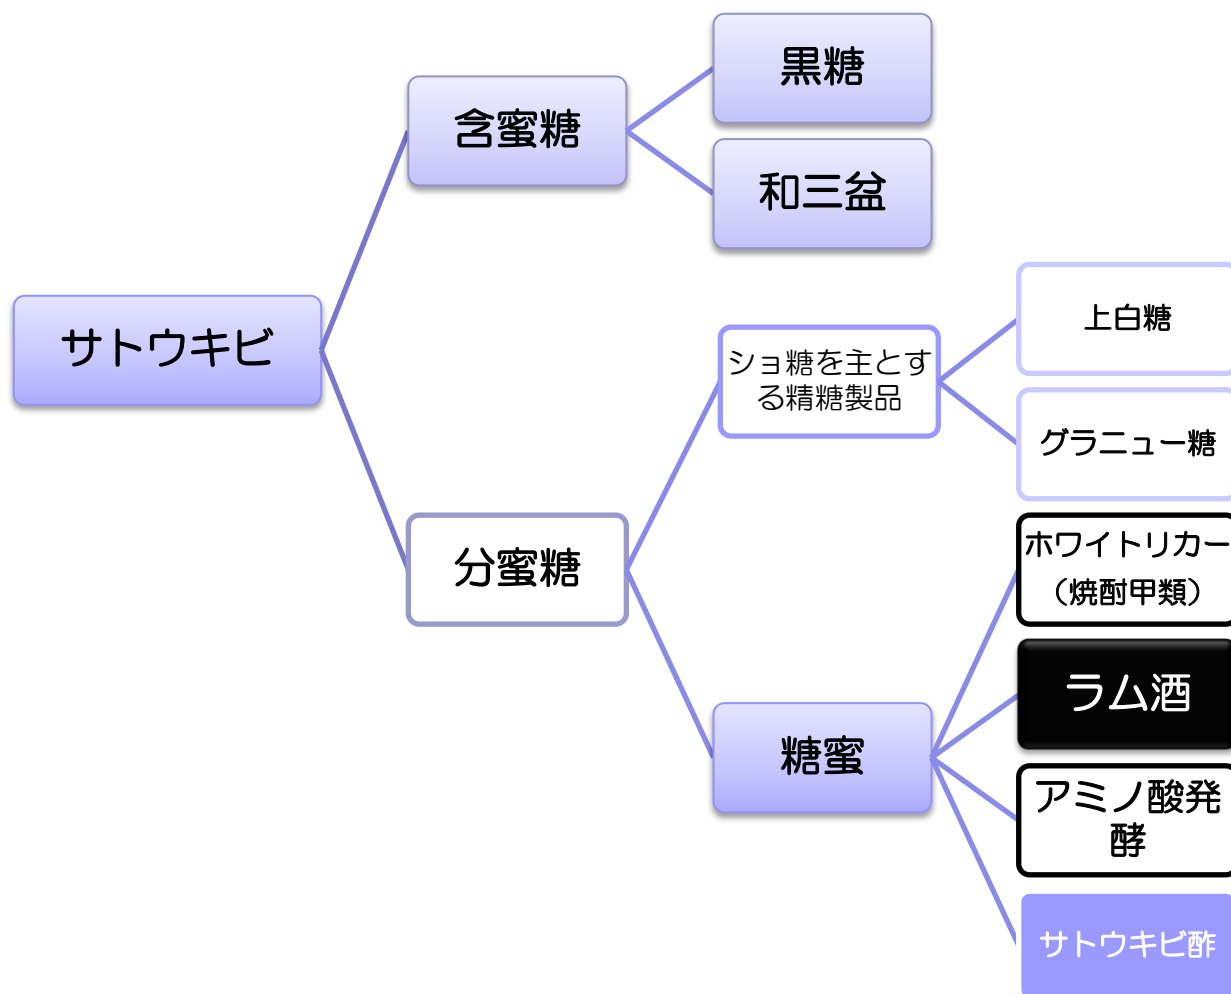 黒糖
含蜜糖
和三盆
サトウキビ
上白糖
ショ糖を主とす
る精糖製品
グラニュー糖
分蜜糖
ホワイトリカー
（焼酎甲類）
ラム酒
糖蜜
アミノ酸発
酵
サトウキビ酢